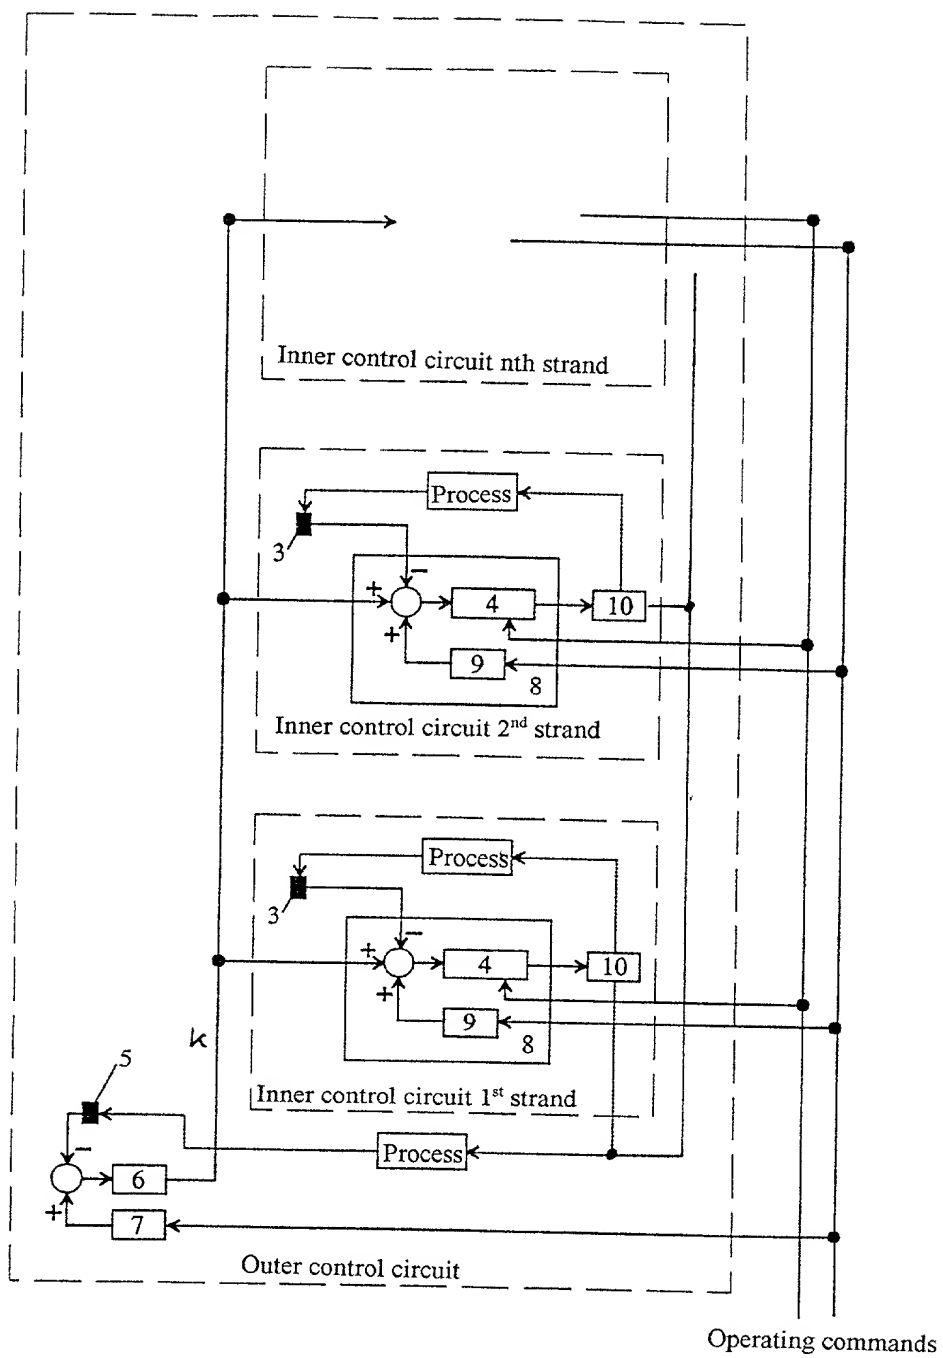 Inner control circuit nth strand
Process
3
−
+
4
10
+
9
8
Inner control circuit 2nd strand
Process
3
−
+
4
10
+
9
8
k
5
Inner control circuit 1st strand
−
Process
6
+
7
Outer control circuit
Operating commands